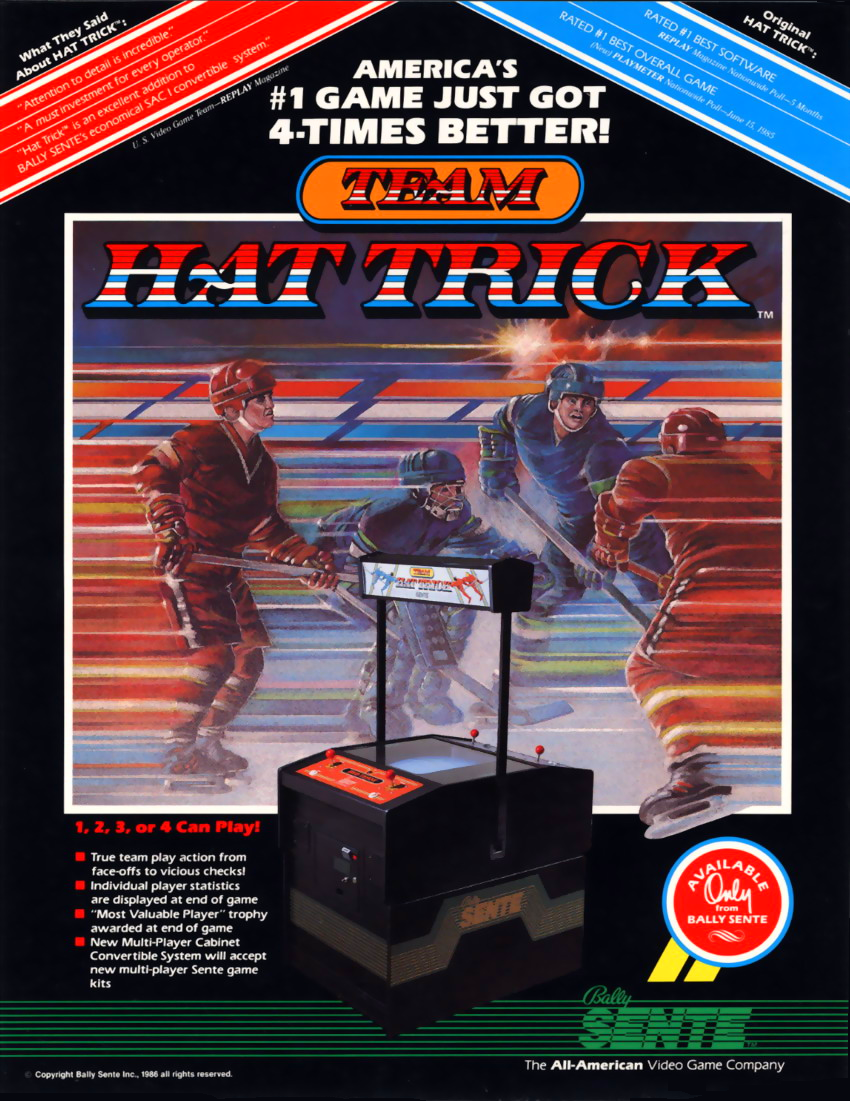 What They Said
About HAT TRICK™:
"Attention to detail is incredible."
"A must investment for every operator."
"Hat Trick™ is an excellent addition to
BALLY SENTE's economical SAC I convertible system."
U. S. Video Game Team—REPLAY Magazine
Original
HAT TRICK™:
RATED #1 BEST SOFTWARE
REPLAY Magazine Nationwide Poll—5 Months
RATED #1 BEST OVERALL GAME
(New) PLAYMETER Nationwide Poll—June 15, 1985
AMERICA'S
#1 GAME JUST GOT
4-TIMES BETTER!
TEAM
HAT TRICK
TM
TEAM
HAT TRICK
SENTE
1, 2, 3, or 4 Can Play!
True team play action from
face-offs to vicious checks!
Individual player statistics
are displayed at end of game
"Most Valuable Player" trophy
awarded at end of game
New Multi-Player Cabinet
Convertible System will accept
new multi-player Sente game
kits
Bally
SENTE
AVAILABLE
Only
from
BALLY SENTE
Bally
SENTE
TM
The All-American Video Game Company
© Copyright Bally Sente Inc., 1986 all rights reserved.